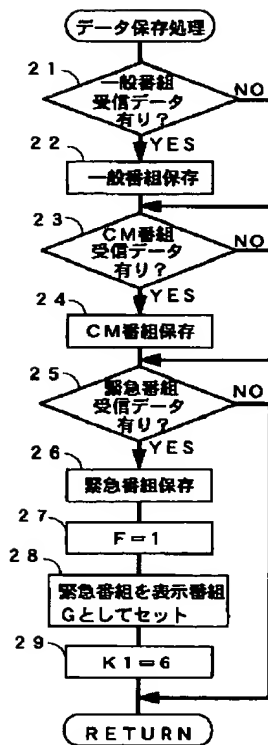 データ保存処理
21
一般番組
受信データ
有り？
NO
YES
22
一般番組保存
23
CM番組
受信データ
有り？
NO
YES
24
CM番組保存
25
緊急番組
受信データ
有り？
NO
YES
26
緊急番組保存
27
F=1
28
緊急番組を表示番組
Gとしてセット
29
K1=6
RETURN